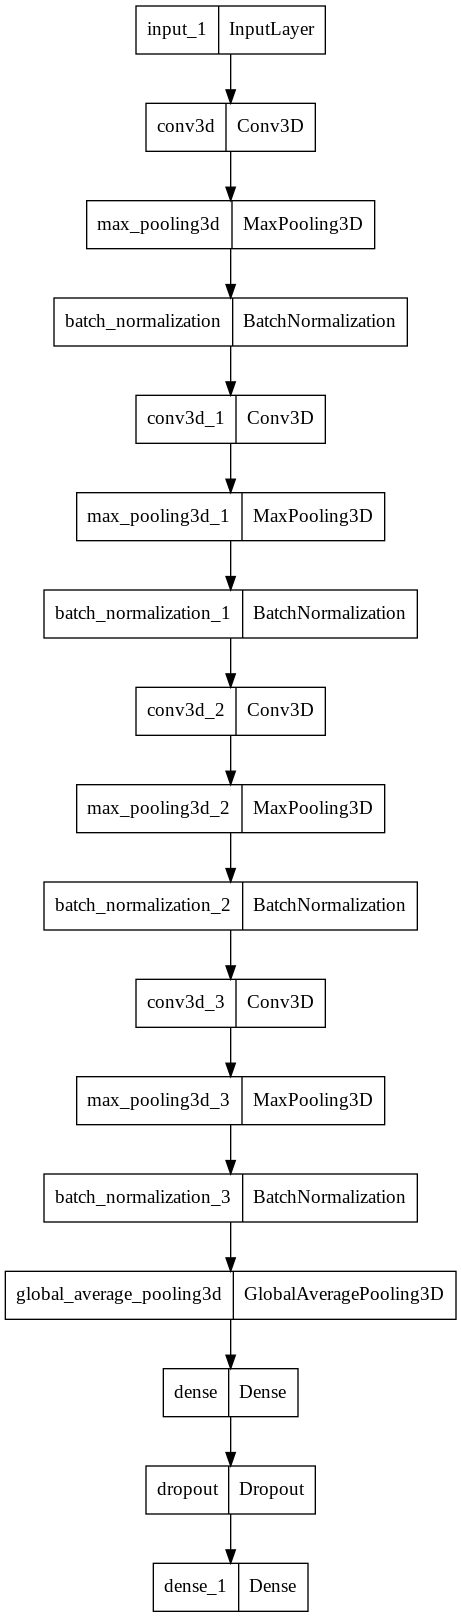 input_1 InputLayer
conv3d Conv3D
max_pooling3d MaxPooling3D
batch_normalization BatchNormalization
conv3d_1 Conv3D
max_pooling3d_1 MaxPooling3D
batch_normalization_1 BatchNormalization
conv3d_2 Conv3D
max_pooling3d_2 MaxPooling3D
batch_normalization_2 BatchNormalization
conv3d_3 Conv3D
max_pooling3d_3 MaxPooling3D
batch_normalization_3 BatchNormalization
global_average_pooling3d GlobalAveragePooling3D
dense Dense
dropout Dropout
dense_1 Dense